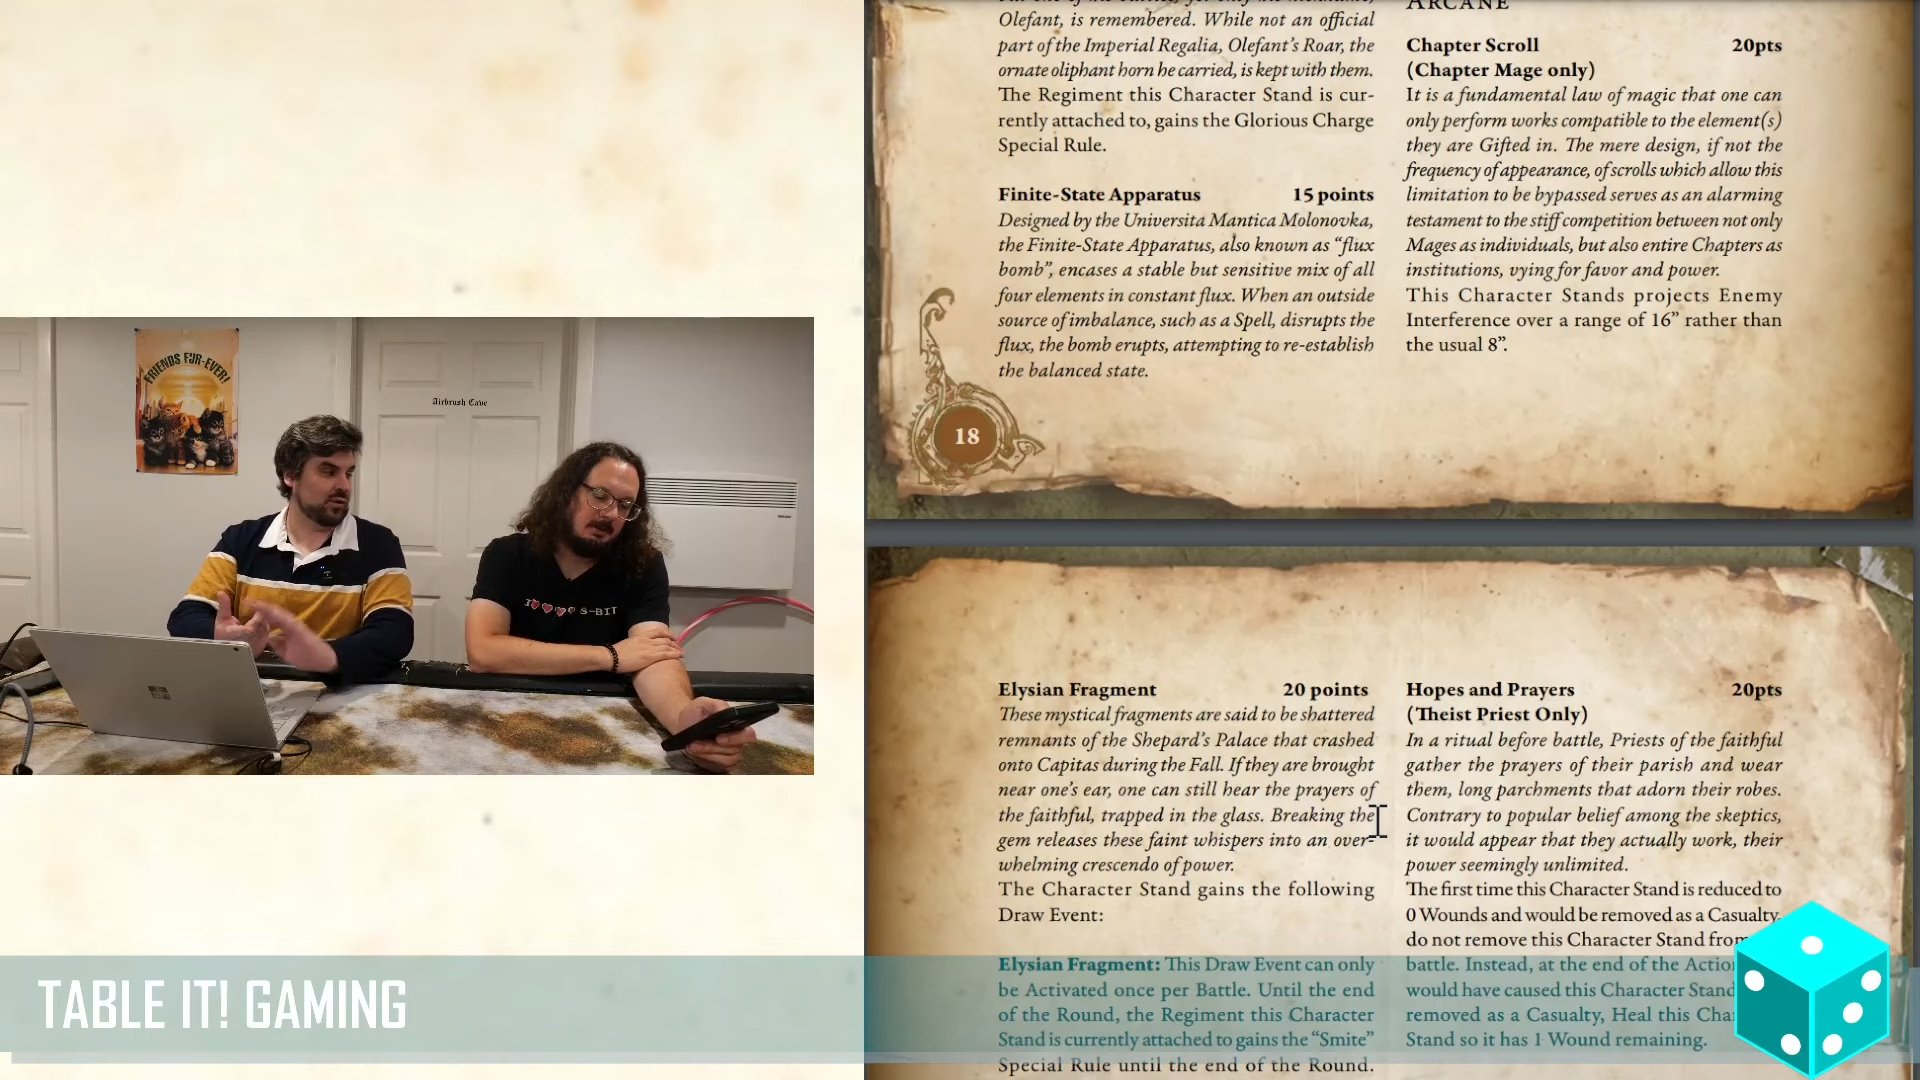 FRIENDS FUR-EVER!
Airbrush Cave
I 8-BIT
TABLE IT! GAMING
Olefant, is remembered. While not an official
part of the Imperial Regalia, Olefant's Roar, the
ornate oliphant horn he carried, is kept with them.
The Regiment this Character Stand is cur-
rently attached to, gains the Glorious Charge
Special Rule.
Finite-State Apparatus 15 points
Designed by the Universita Mantica Molonovka,
the Finite-State Apparatus, also known as "flux
bomb", encases a stable but sensitive mix of all
four elements in constant flux. When an outside
source of imbalance, such as a Spell, disrupts the
flux, the bomb erupts, attempting to re-establish
the balanced state.
18
ARCANE
Chapter Scroll 20pts
(Chapter Mage only)
It is a fundamental law of magic that one can
only perform works compatible to the element(s)
they are Gifted in. The mere design, if not the
frequency of appearance, of scrolls which allow this
limitation to be bypassed serves as an alarming
testament to the stiff competition between not only
Mages as individuals, but also entire Chapters as
institutions, vying for favor and power.
This Character Stands projects Enemy
Interference over a range of 16" rather than
the usual 8".
Elysian Fragment 20 points
These mystical fragments are said to be shattered
remnants of the Shepard's Palace that crashed
onto Capitas during the Fall. If they are brought
near one's ear, one can still hear the prayers of
the faithful, trapped in the glass. Breaking the
gem releases these faint whispers into an over-
whelming crescendo of power.
The Character Stand gains the following
Draw Event:
Elysian Fragment: This Draw Event can only
be Activated once per Battle. Until the end
of the Round, the Regiment this Character
Stand is currently attached to gains the "Smite"
Special Rule until the end of the Round.
Hopes and Prayers 20pts
(Theist Priest Only)
In a ritual before battle, Priests of the faithful
gather the prayers of their parish and wear
them, long parchments that adorn their robes.
Contrary to popular belief among the skeptics,
it would appear that they actually work, their
power seemingly unlimited.
The first time this Character Stand is reduced to
0 Wounds and would be removed as a Casualty,
do not remove this Character Stand from
battle. Instead, at the end of the Action
would have caused this Character Stand
removed as a Casualty, Heal this Cha
Stand so it has 1 Wound remaining.